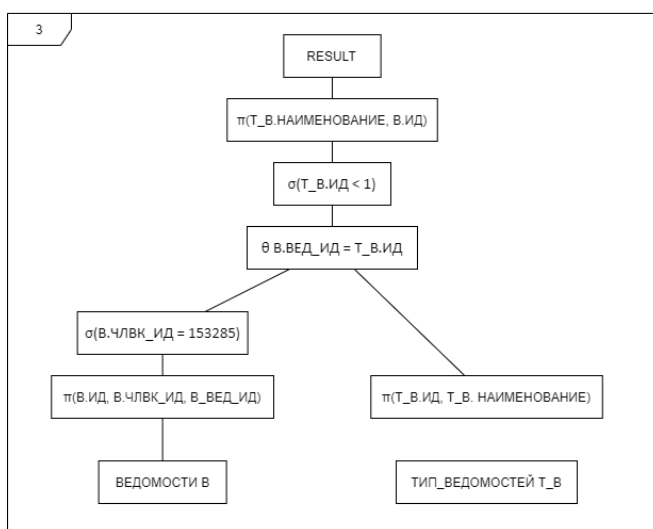 3
RESULT
π(Т_В.НАИМЕНОВАНИЕ, В.ИД)
σ(Т_В.ИД < 1)
θ В.ВЕД_ИД = Т_В.ИД
σ(В.ЧЛВК_ИД = 153285)
π(В.ИД, В.ЧЛВК_ИД, В_ВЕД_ИД)
π(Т_В.ИД, Т_В. НАИМЕНОВАНИЕ)
ВЕДОМОСТИ В
ТИП_ВЕДОМОСТЕЙ Т_В